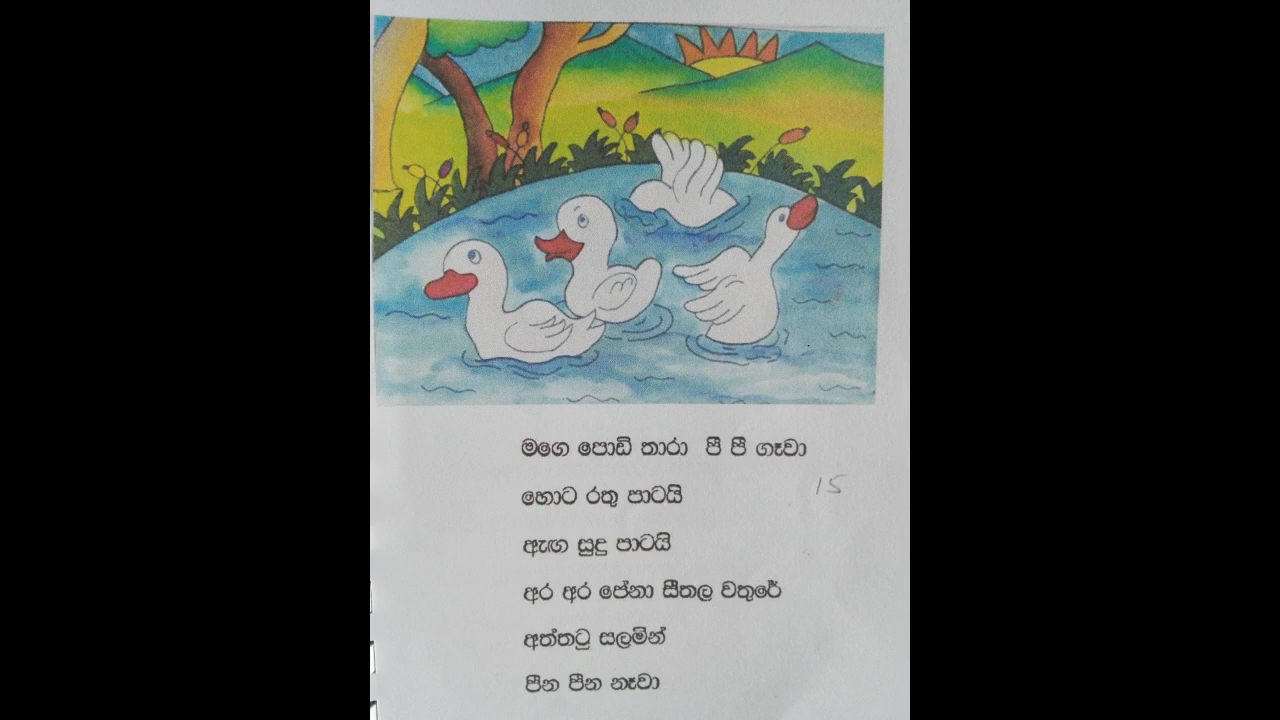 මගෙ පොඩි තාරා පී පී ගෑවා
හොට රතු පාටයි
15
ඇඟ සුදු පාටයි
අර අර පේනා සීතල වතුරේ
අත්තටු සලමින්
පීන පීන නෑවා